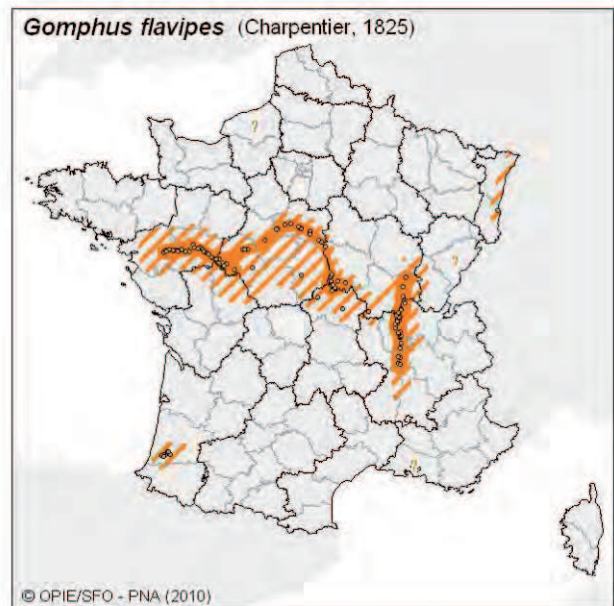 Gomphus flavipes (Charpentier, 1825)
?
?
?
© OPIE/SFO - PNA (2010)